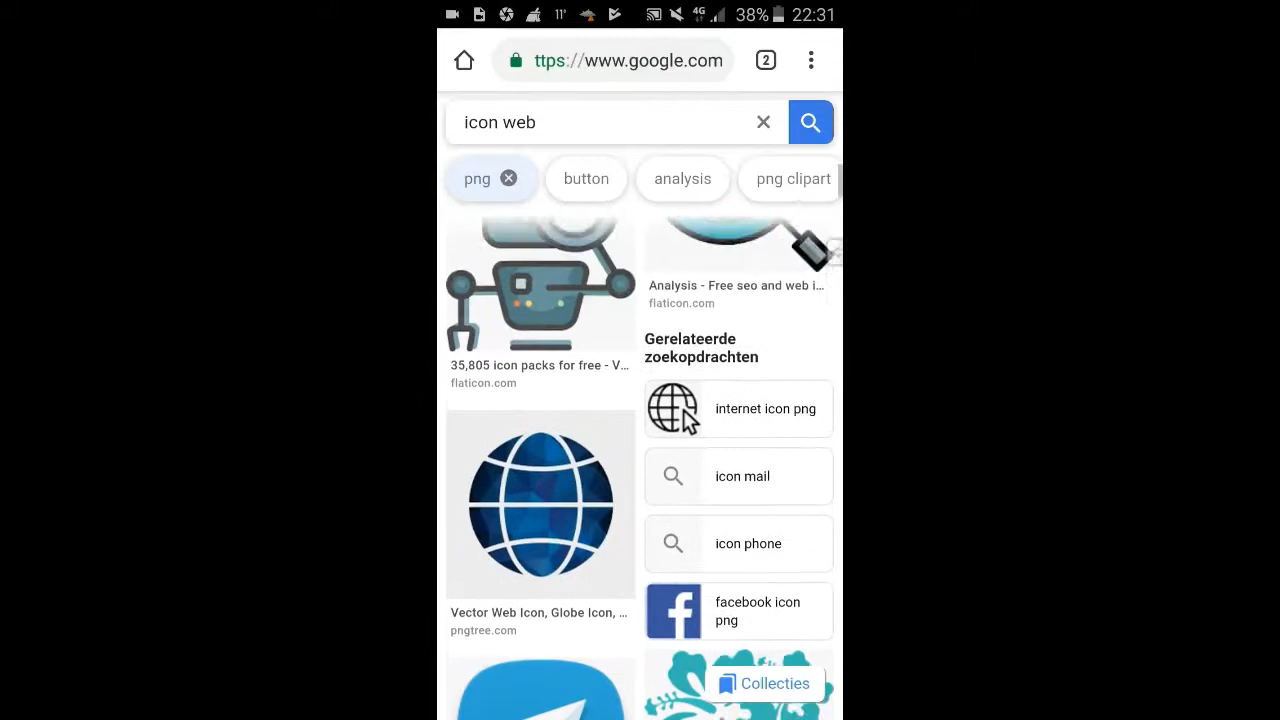 11° 4G 38% 22:31
ttps://www.google.com 2
icon web
png button analysis png clipart
Analysis - Free seo and web i...
flaticon.com
35,805 icon packs for free - V...
flaticon.com
Vector Web Icon, Globe Icon, ...
pngtree.com
Gerelateerde
zoekopdrachten
internet icon png
icon mail
icon phone
facebook icon
png
Collecties